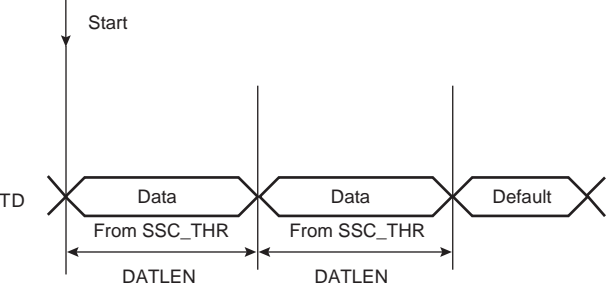 Start
TD
Data
Data
Default
From SSC_THR
From SSC_THR
DATLEN
DATLEN